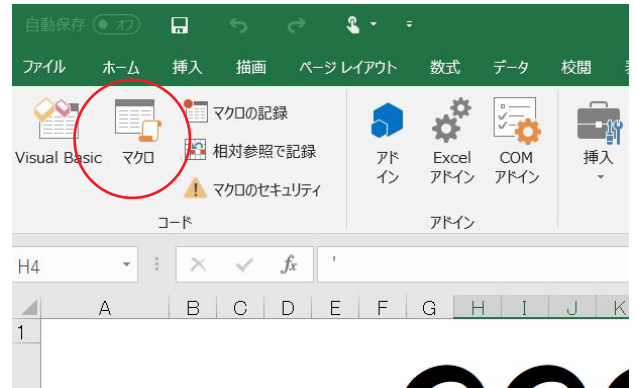 自動保存 オフ
ファイル ホーム 挿入 描画 ページ レイアウト 数式 データ 校閲
Visual Basic マクロ
マクロの記録
相対参照で記録
マクロのセキュリティ
コード
アド
イン
Excel
アドイン
COM
アドイン
アドイン
挿入
H4 fx '
A B C D E F G H I J K
1